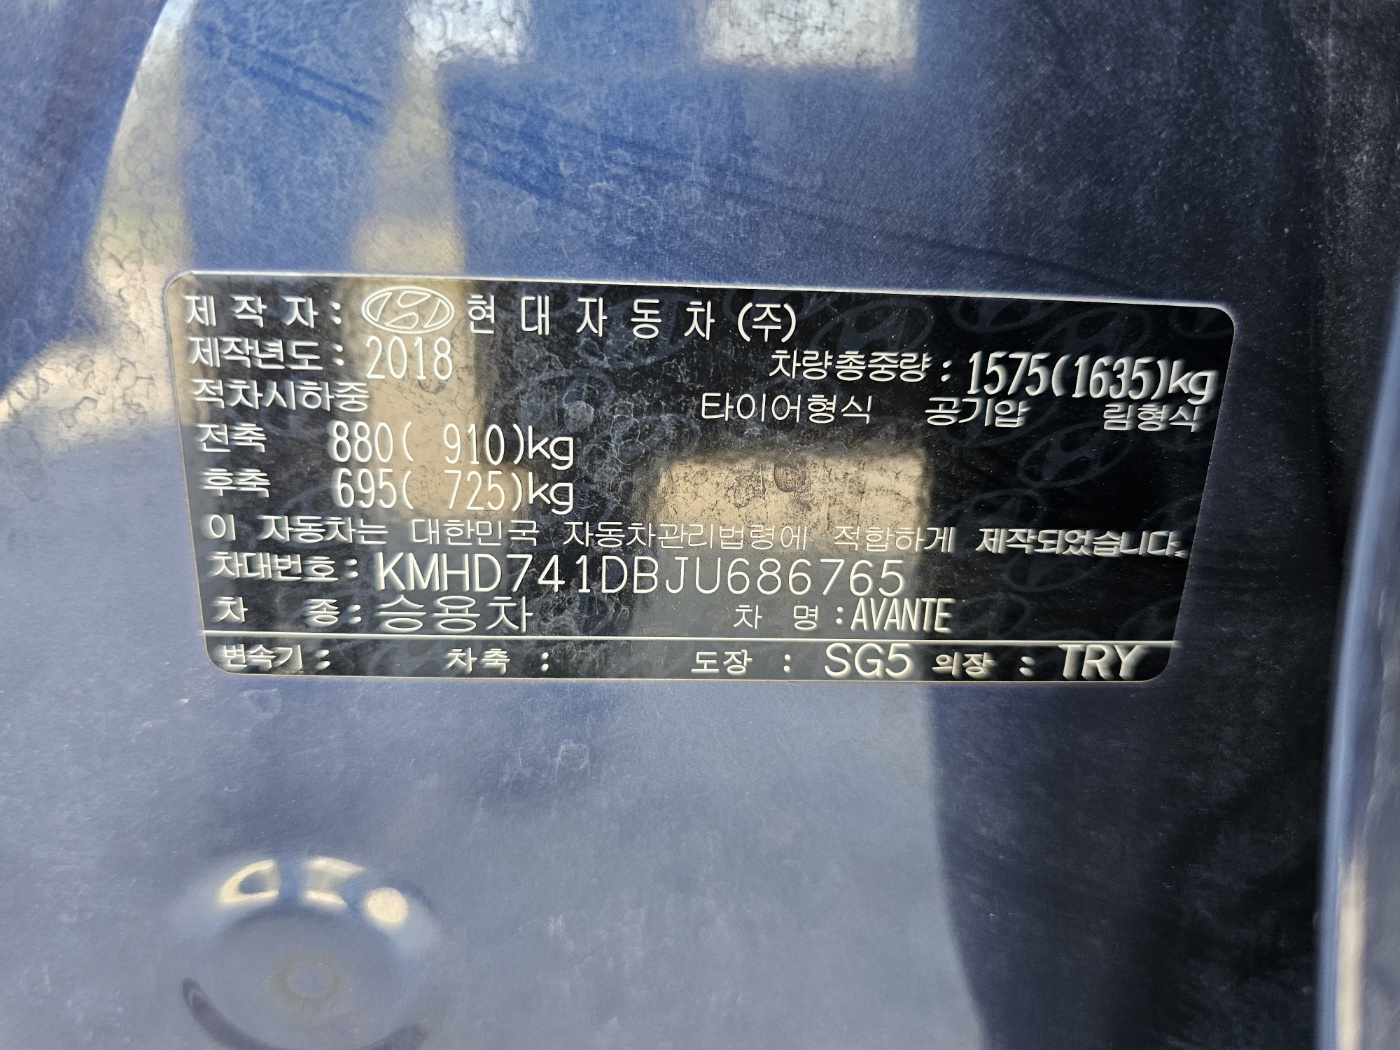 제 작 자 : 현 대 자 동 차 (주)
제작년도 : 2018 차량총중량 : 1575(1635)kg
적차시하중 타이어형식 공기압 림형식
전축 880( 910)kg
후축 695( 725)kg
이 자동차는 대한민국 자동차관리법령에 적합하게 제작되었습니다.
차대번호 : KMHD741DBJU686765
차 종 : 승용차 차 명 : AVANTE
변속기 : 차축 : 도장 : SG5 의장 : TRY